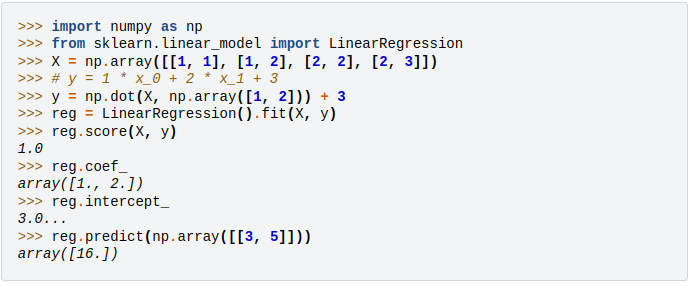 >>> import numpy as np
>>> from sklearn.linear_model import LinearRegression
>>> X = np.array([[1, 1], [1, 2], [2, 2], [2, 3]])
>>> # y = 1 * x_0 + 2 * x_1 + 3
>>> y = np.dot(X, np.array([1, 2])) + 3
>>> reg = LinearRegression().fit(X, y)
>>> reg.score(X, y)
1.0
>>> reg.coef_
array([1., 2.])
>>> reg.intercept_
3.0...
>>> reg.predict(np.array([[3, 5]]))
array([16.])